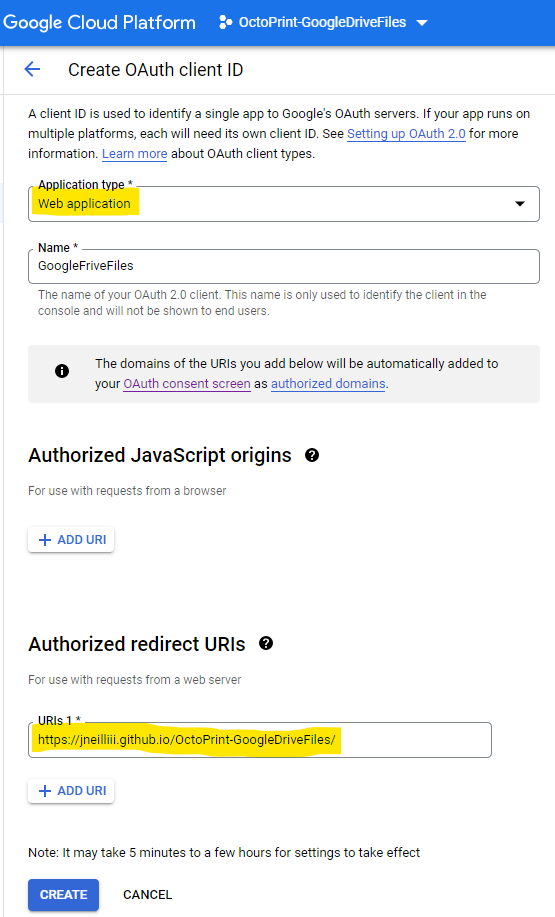 Google Cloud Platform OctoPrint-GoogleDriveFiles
Create OAuth client ID
A client ID is used to identify a single app to Google's OAuth servers. If your app runs on
multiple platforms, each will need its own client ID. See Setting up OAuth 2.0 for more
information. Learn more about OAuth client types.
Application type *
Web application
Name *
GoogleFriveFiles
The name of your OAuth 2.0 client. This name is only used to identify the client in the
console and will not be shown to end users.
The domains of the URIs you add below will be automatically added to
your OAuth consent screen as authorized domains.
Authorized JavaScript origins
For use with requests from a browser
ADD URI
Authorized redirect URIs
For use with requests from a web server
URIs 1 *
https://jneilliii.github.io/OctoPrint-GoogleDriveFiles/
ADD URI
Note: It may take 5 minutes to a few hours for settings to take effect
CREATE CANCEL